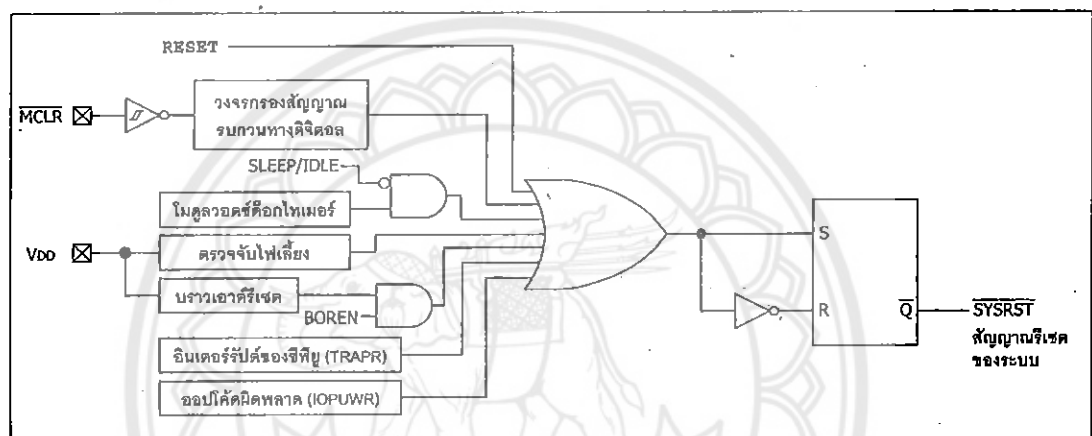 RESET
MCLR
วงจรกรองสัญญาณ
รบกวนทางดิจิตอล
SLEEP/IDLE
โมดูลวอตช์ด็อกไทเมอร์
VDD
ตรวจจับไฟเลี้ยง
บราวเอาต์รีเซต
BOREN
อินเตอร์รัปต์ของซีพียู (TRAPR)
ออปโค้ดผิดพลาด (IOPUWR)
S
R
Q
SYSRST
สัญญาณรีเซต
ของระบบ